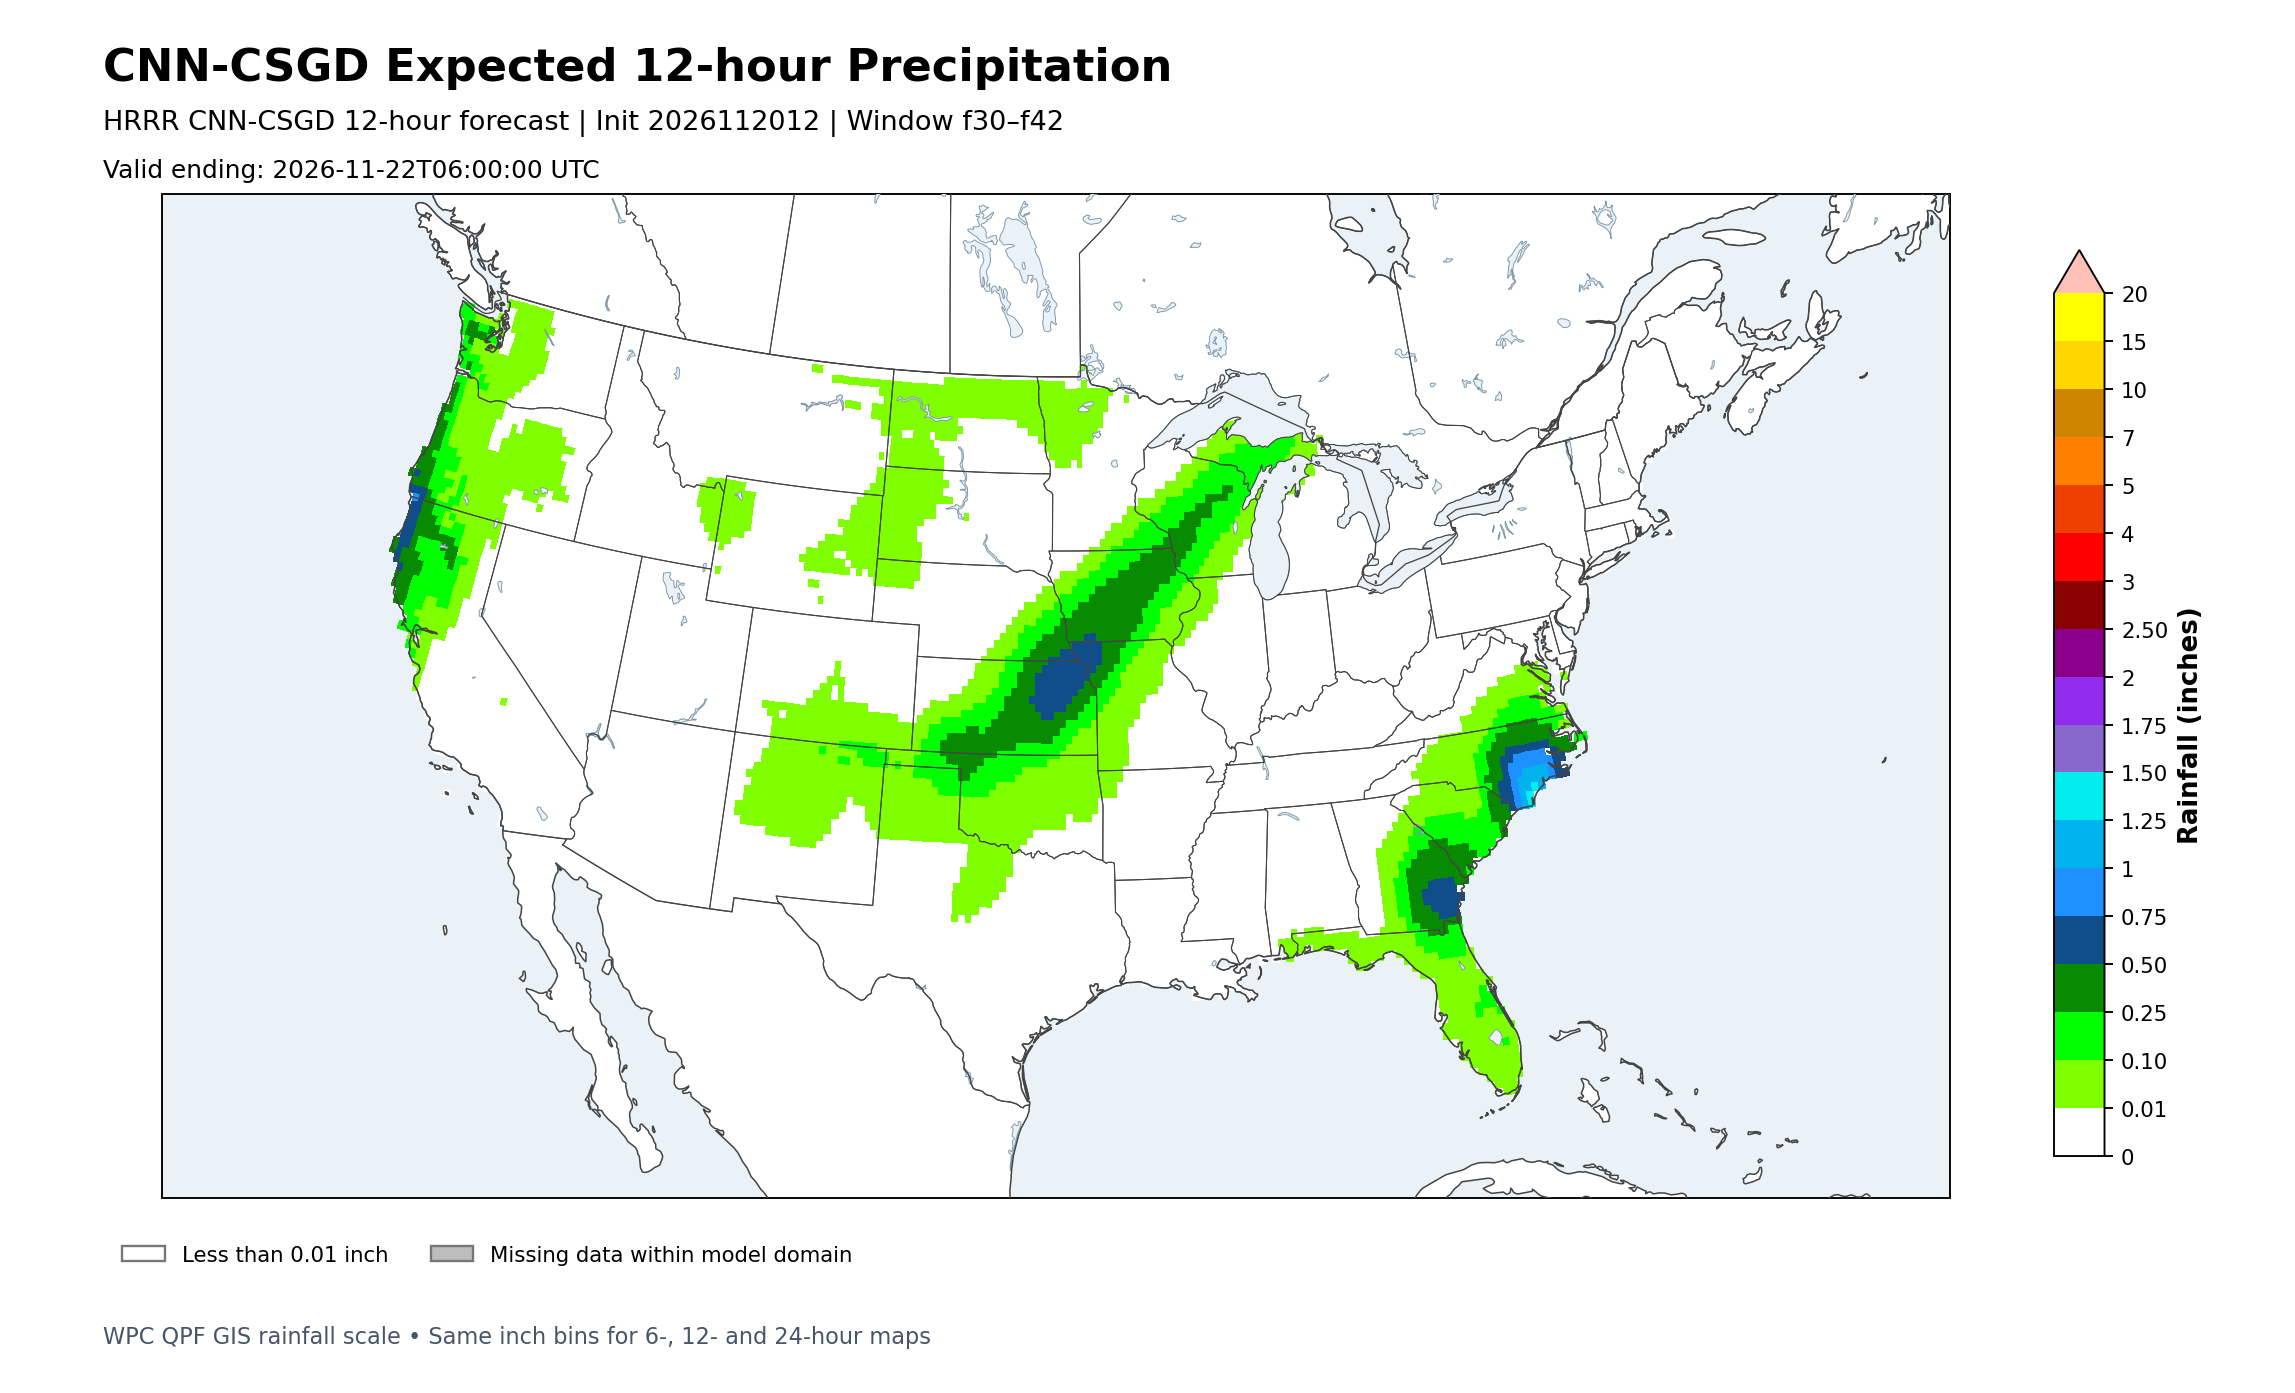 CNN-CSGD Expected 12-hour Precipitation
HRRR CNN-CSGD 12-hour forecast | Init 2026112012 | Window f30–f42
Valid ending: 2026-11-22T06:00:00 UTC
20
15
10
7
5
4
3
2.50
2
1.75
1.50
1.25
1
0.75
0.50
0.25
0.10
0.01
0
Rainfall (inches)
Less than 0.01 inch
Missing data within model domain
WPC QPF GIS rainfall scale • Same inch bins for 6-, 12- and 24-hour maps